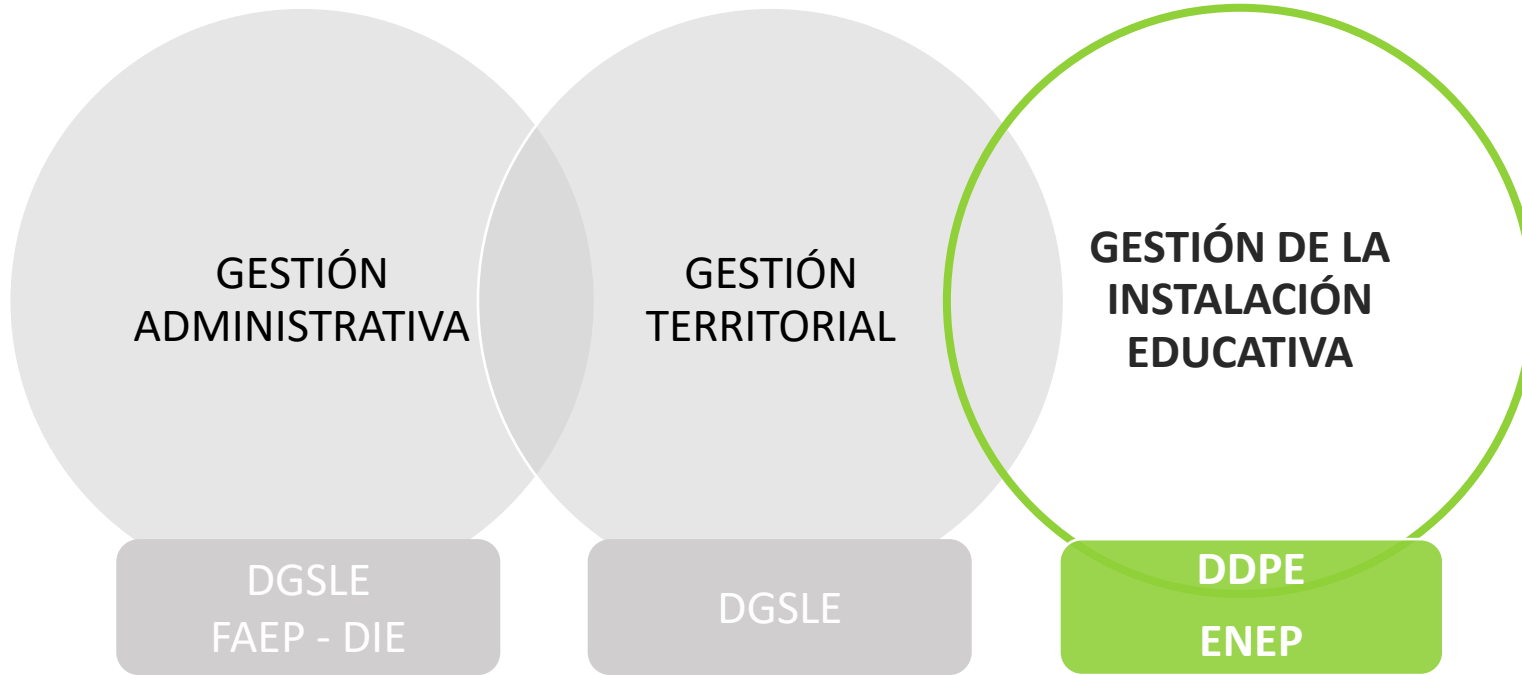 GESTIÓN
ADMINISTRATIVA
GESTIÓN
TERRITORIAL
GESTIÓN DE LA
INSTALACIÓN
EDUCATIVA
DGSLE
FAEP - DIE
DGSLE
DDPE
ENEP